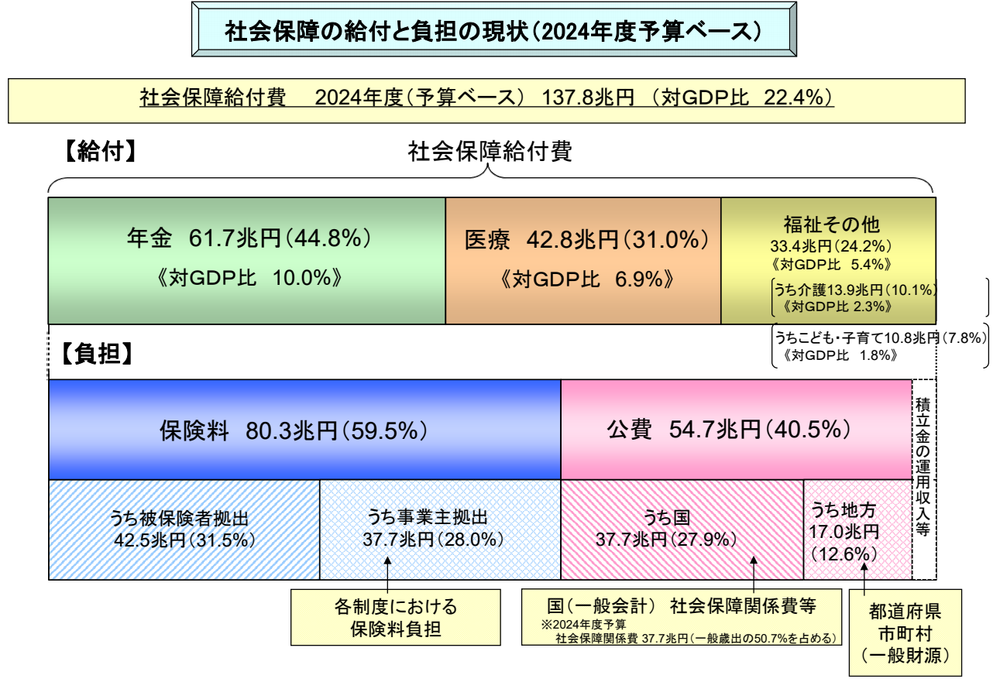 社会保障の給付と負担の現状(2024年度予算ベース)
社会保障給付費 2024年度(予算ベース) 137.8兆円 (対GDP比 22.4%)
【給付】
社会保障給付費
年金 61.7兆円(44.8%)
《対GDP比 10.0%》
医療 42.8兆円(31.0%)
《対GDP比 6.9%》
福祉その他
33.4兆円(24.2%)
《対GDP比 5.4%》
うち介護13.9兆円(10.1%)
《対GDP比 2.3%》
うちこども・子育て10.8兆円(7.8%)
《対GDP比 1.8%》
【負担】
保険料 80.3兆円(59.5%)
公費 54.7兆円(40.5%)
積立金の運用収入等
うち被保険者拠出
42.5兆円(31.5%)
うち事業主拠出
37.7兆円(28.0%)
うち国
37.7兆円(27.9%)
うち地方
17.0兆円
(12.6%)
各制度における
保険料負担
国(一般会計) 社会保障関係費等
※2024年度予算
社会保障関係費 37.7兆円(一般歳出の50.7%を占める)
都道府県
市町村
(一般財源)